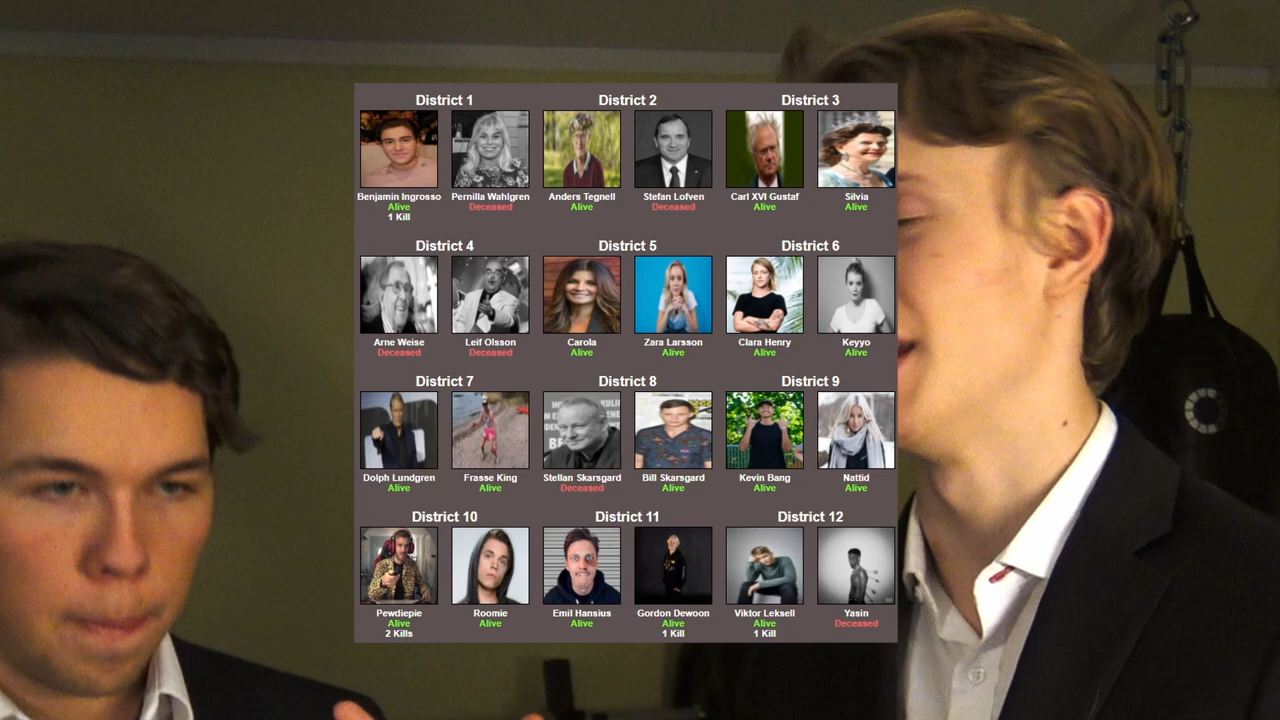 District 1
District 2
District 3
Benjamin Ingrosso
Alive
1 Kill
Pernilla Wahlgren
Deceased
Anders Tegnell
Alive
Stefan Lofven
Deceased
Carl XVI Gustaf
Alive
Silvia
Alive
District 4
District 5
District 6
Arne Weise
Deceased
Leif Olsson
Deceased
Carola
Alive
Zara Larsson
Alive
Clara Henry
Alive
Keyyo
Alive
District 7
District 8
District 9
Dolph Lundgren
Alive
Frasse King
Alive
Stellan Skarsgard
Deceased
Bill Skarsgard
Alive
Kevin Bang
Alive
Nattid
Alive
District 10
District 11
District 12
Pewdiepie
Alive
2 Kills
Roomie
Alive
Emil Hansius
Alive
Gordon Dewoon
Alive
1 Kill
Viktor Leksell
Alive
1 Kill
Yasin
Deceased